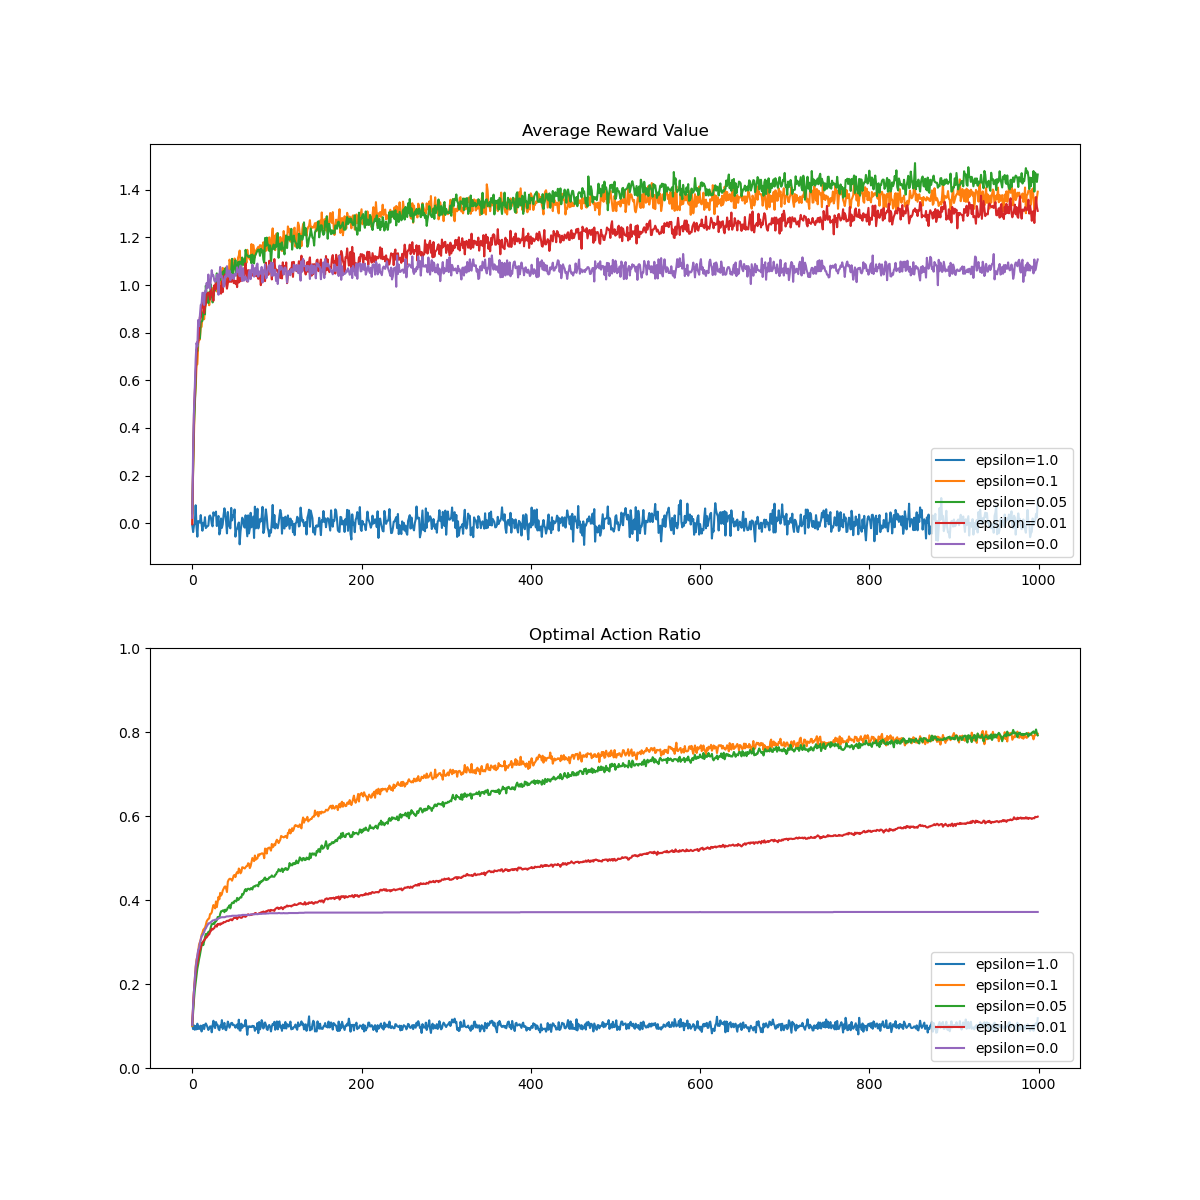 Average Reward Value
1.4
1.2
1.0
0.8
0.6
0.4
0.2
0.0
epsilon=1.0
epsilon=0.1
epsilon=0.05
epsilon=0.01
epsilon=0.0
0 200 400 600 800 1000
Optimal Action Ratio
1.0
0.8
0.6
0.4
0.2
0.0
epsilon=1.0
epsilon=0.1
epsilon=0.05
epsilon=0.01
epsilon=0.0
0 200 400 600 800 1000